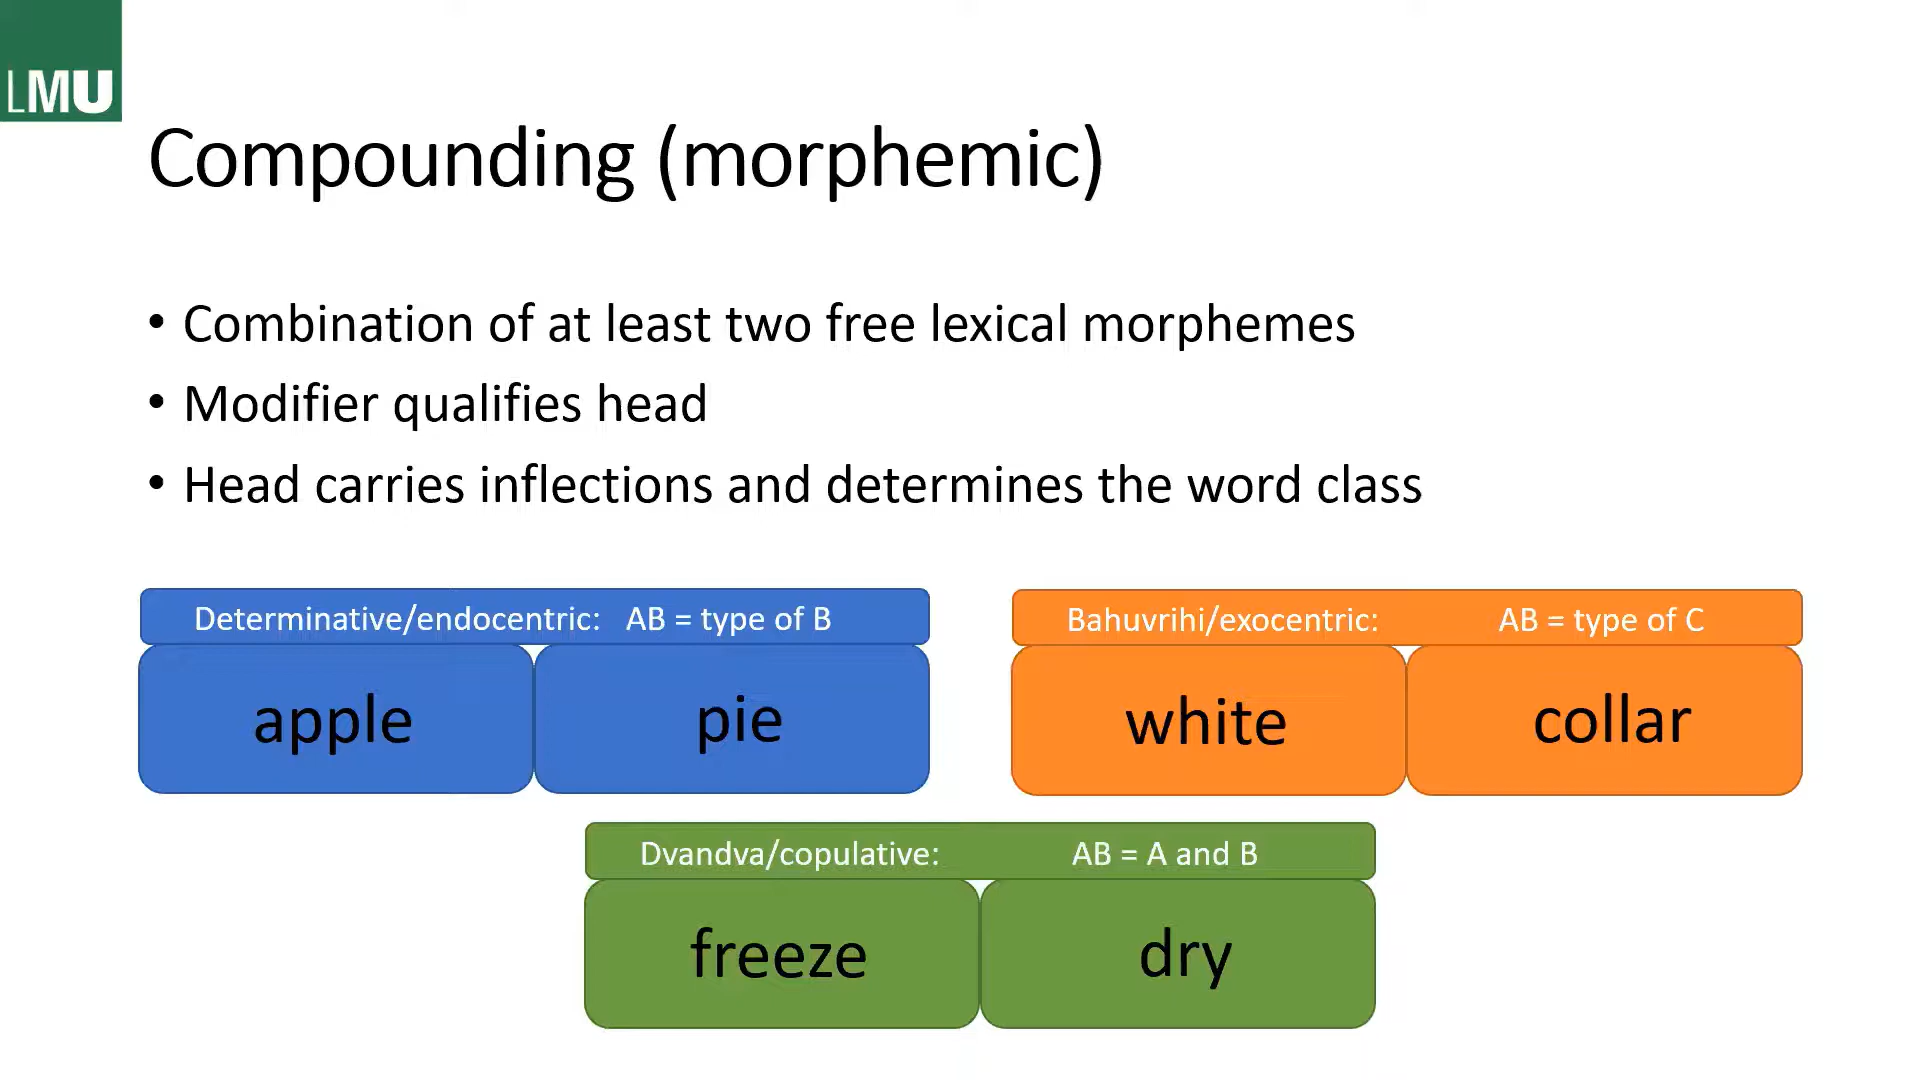 LMU
Compounding (morphemic)
• Combination of at least two free lexical morphemes
• Modifier qualifies head
• Head carries inflections and determines the word class
Determinative/endocentric: AB = type of B
apple pie
Bahuvrihi/exocentric: AB = type of C
white collar
Dvandva/copulative: AB = A and B
freeze dry